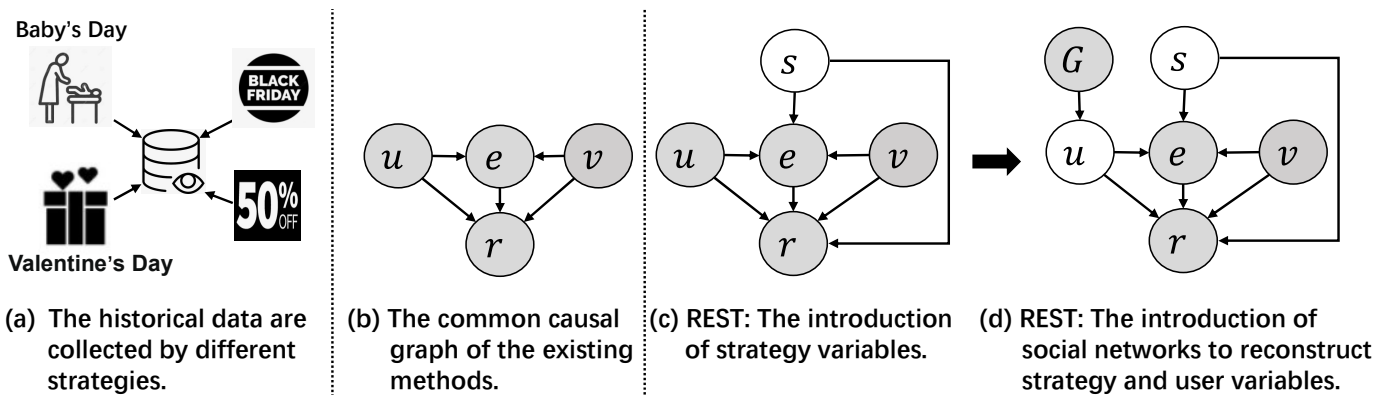 Baby's Day
BLACK
FRIDAY
50%
OFF
Valentine's Day
(a) The historical data are
collected by different
strategies.
u
e
v
r
(b) The common causal
graph of the existing
methods.
s
u
e
v
r
(c) REST: The introduction
of strategy variables.
G
s
u
e
v
r
(d) REST: The introduction of
social networks to reconstruct
strategy and user variables.